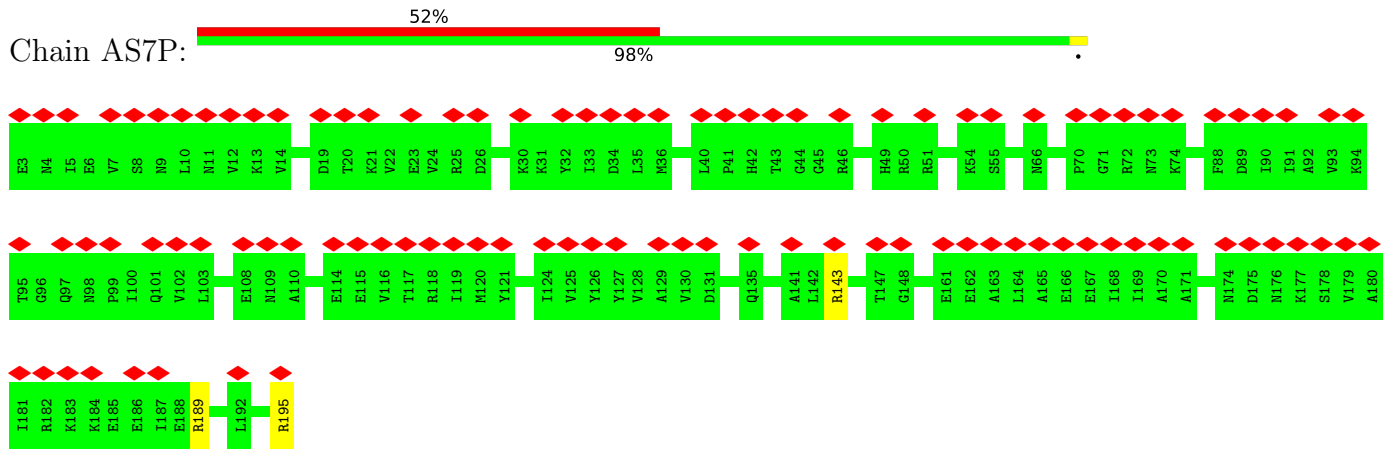 52%
Chain AS7P:
98%
.
E3 N4 I5 E6 V7 S8 N9 L10 N11 V12 K13 V14 D19 T20 K21 V22 E23 V24 R25 D26 K30 K31 Y32 I33 D34 L35 M36 L40 P41 H42 T43 G44 G45 R46 H49 R50 R51 K54 S55 N66 P70 G71 R72 N73 K74 F88 D89 I90 I91 A92 V93 K94
T95 G96 Q97 N98 P99 I100 Q101 V102 L103 E108 N109 A110 E114 E115 V116 T117 R118 I119 M120 Y121 I124 V125 Y126 Y127 V128 A129 V130 D131 Q135 A141 L142 R143 T147 G148 E161 E162 A163 L164 A165 E166 E167 I168 I169 A170 A171 N174 D175 N176 K177 S178 V179 A180
I181 R182 K183 K184 E185 E186 I187 E188 R189 L192 R195